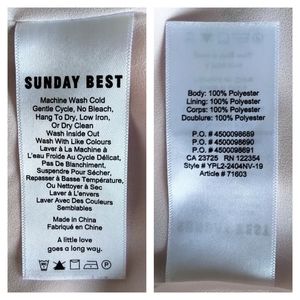 SUNDAY BEST
Machine Wash Cold
Gentle Cycle, No Bleach,
Hang To Dry, Low Iron,
Or Dry Clean
Wash Inside Out
Wash With Like Colours
Laver À La Machine À
L'eau Froide Au Cycle Délicat,
Pas De Blanchiment,
Suspendre Pour Sécher,
Repasser à Basse Température,
Ou Nettoyer à Sec
Laver À L'envers
Laver Avec Des Couleurs
Semblables
Made in China
Fabriqué en Chine
A little love
goes a long way.
Body: 100% Polyester
Lining: 100% Polyester
Corps: 100% Polyester
Doublure: 100% Polyester
P.O. # 4500098689
P.O. # 4500098690
P.O. # 4500098691
CA 23725 RN 122354
Style # YPL2-2404NV-19
Article # 71603